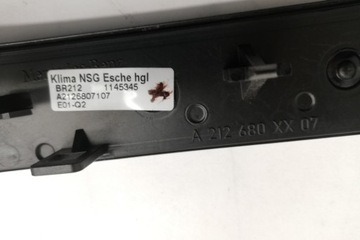 Klima NSG Esche hgl
BR212 1145345
A2126807107
E01-Q2
A 212 680 XX 07